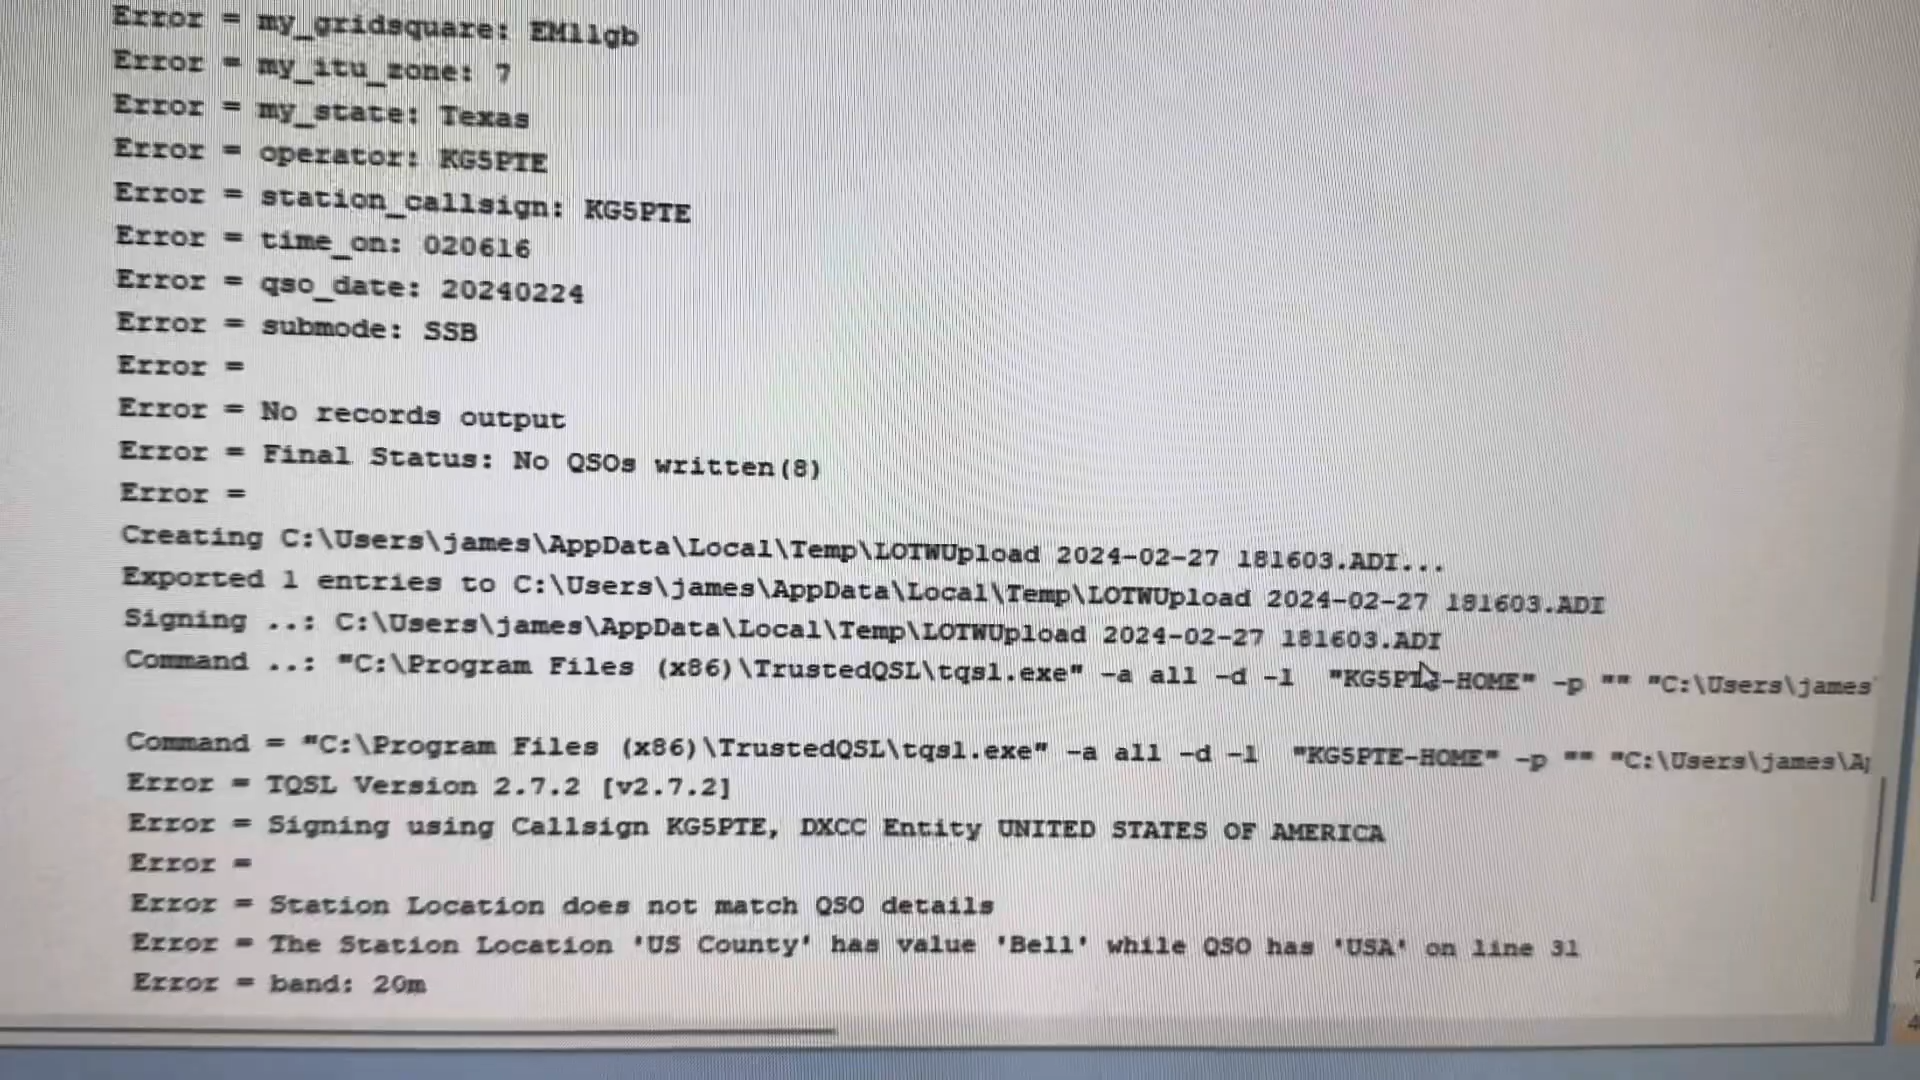 Error = my_gridsquare: EM11gb
Error = my_itu_zone: 7
Error = my_state: Texas
Error = operator: KG5PTE
Error = station_callsign: KG5PTE
Error = time_on: 020616
Error = qso_date: 20240224
Error = submode: SSB
Error =
Error = No records output
Error = Final Status: No QSOs written(8)
Error =
Creating C:\Users\james\AppData\Local\Temp\LOTWUpload 2024-02-27 181603.ADI...
Exported 1 entries to C:\Users\james\AppData\Local\Temp\LOTWUpload 2024-02-27 181603.ADI
Signing ..: C:\Users\james\AppData\Local\Temp\LOTWUpload 2024-02-27 181603.ADI
Command ..: "C:\Program Files (x86)\TrustedQSL\tqsl.exe" -a all -d -l "KG5PTE-HOME" -p "" "C:\Users\james
Command = "C:\Program Files (x86)\TrustedQSL\tqsl.exe" -a all -d -l "KG5PTE-HOME" -p "" "C:\Users\james\A
Error = TQSL Version 2.7.2 [v2.7.2]
Error = Signing using Callsign KG5PTE, DXCC Entity UNITED STATES OF AMERICA
Error =
Error = Station Location does not match QSO details
Error = The Station Location 'US County' has value 'Bell' while QSO has 'USA' on line 31
Error = band: 20m